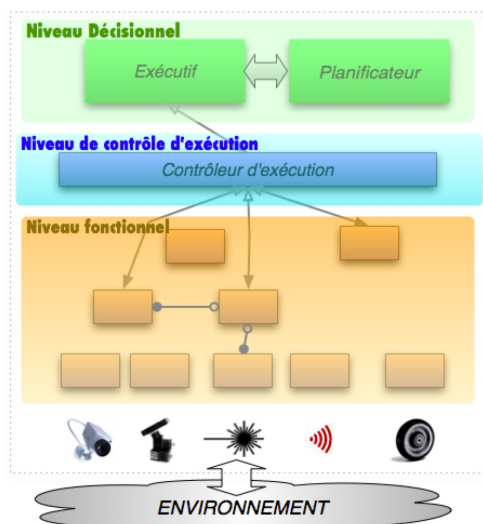 Niveau Décisionnel
Exécutif
Planificateur
Niveau de contrôle d'exécution
Contrôleur d'exécution
Niveau fonctionnel
ENVIRONNEMENT